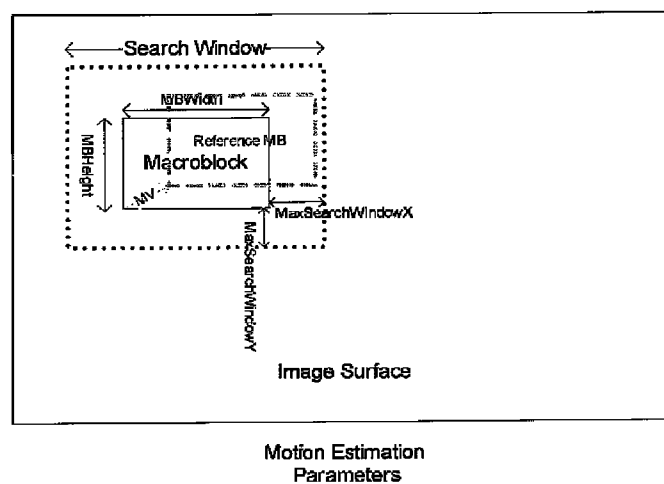 Search Window
MBWidth
MBHeight
Reference MB
Macroblock
MV
MaxSearchWindowX
MaxSearchWindowY
Image Surface
Motion Estimation
Parameters